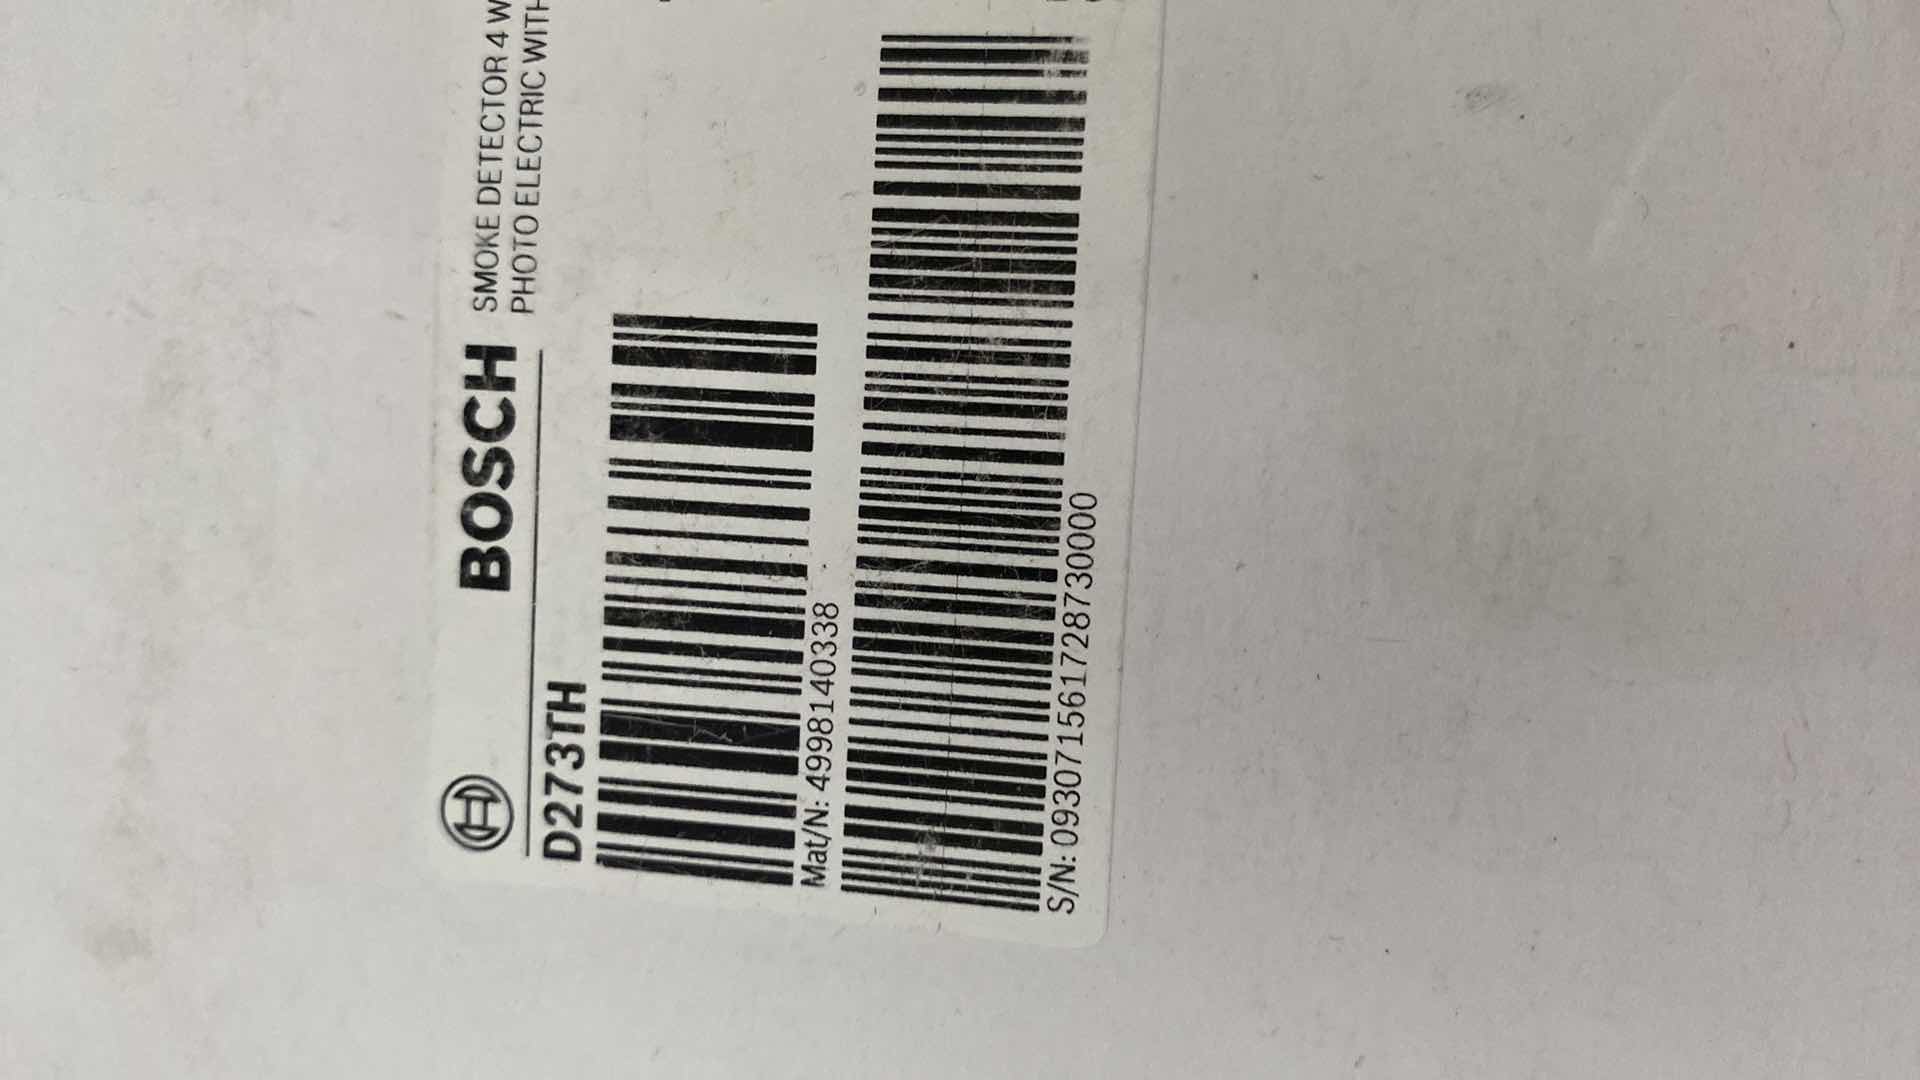 BOSCH
SMOKE DETECTOR 4 W
PHOTO ELECTRIC WITH
D273TH
Mat/N: 4998140338
S/N: 093071561728730000